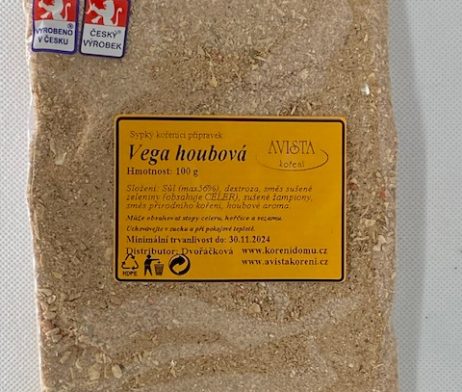 VYROBENO
V ČESKU
®
ČESKÝ
VÝROBEK
Sypký kořenící přípravek
Vega houbová
Hmotnost: 100 g
AVISTA
koření
Složení: Sůl (max56%), dextroza, směs sušené
zeleniny (obsahuje CELER), sušené žampiony,
směs přírodního koření, houbové aroma.
Může obsahovat stopy celeru, hořčice a sezamu.
Uchovávejte v suchu a při pokojové teplotě.
Minimální trvanlivost do: 30.11.2024
Distributor: Dvořáčková www.korenidomu.cz
www.avistakoreni.cz
HDPE